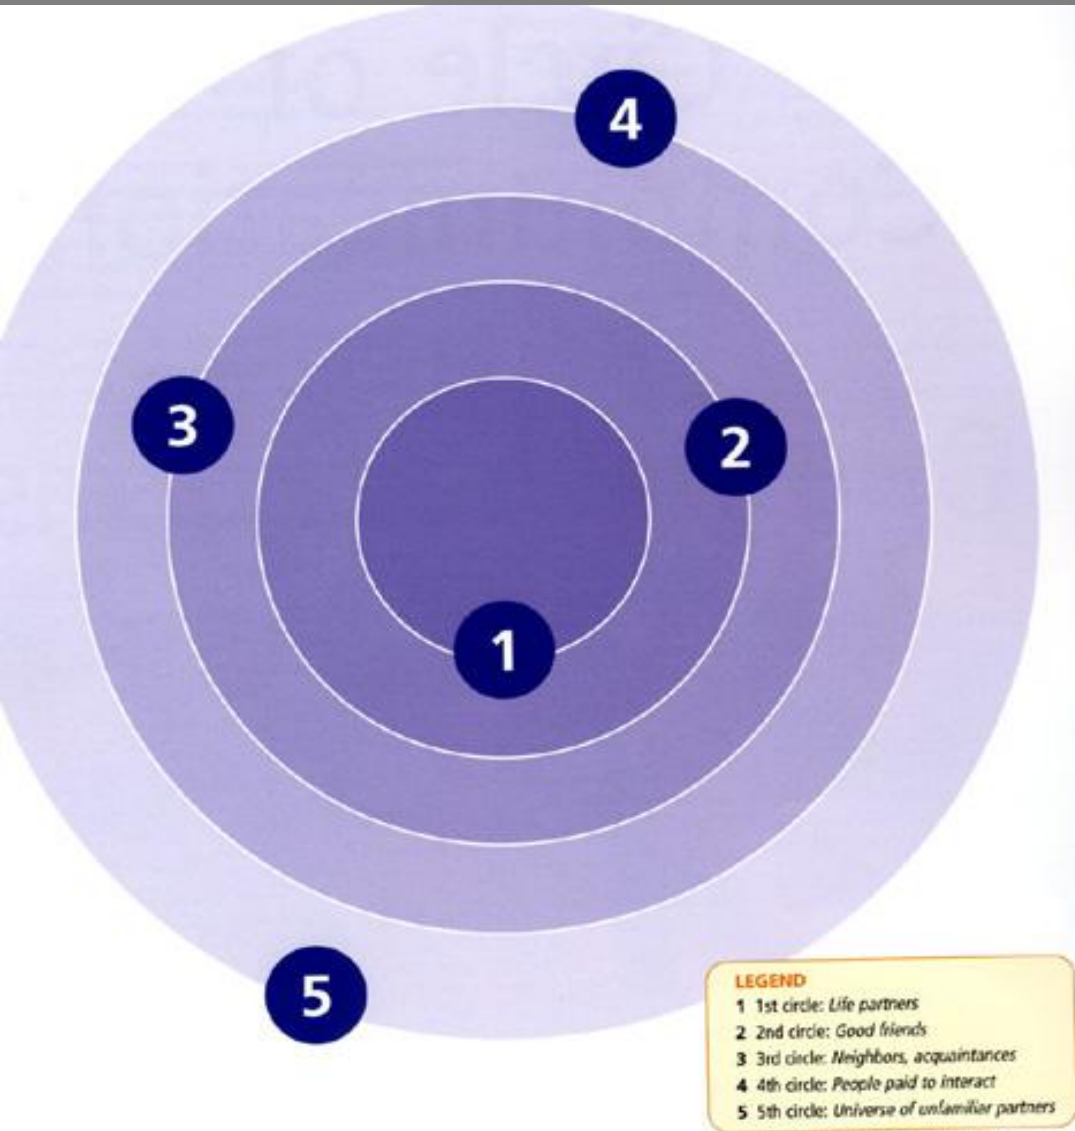 4
3
2
1
5
LEGEND
1 1st circle: Life partners
2 2nd circle: Good friends
3 3rd circle: Neighbors, acquaintances
4 4th circle: People paid to interact
5 5th circle: Universe of unfamiliar partners